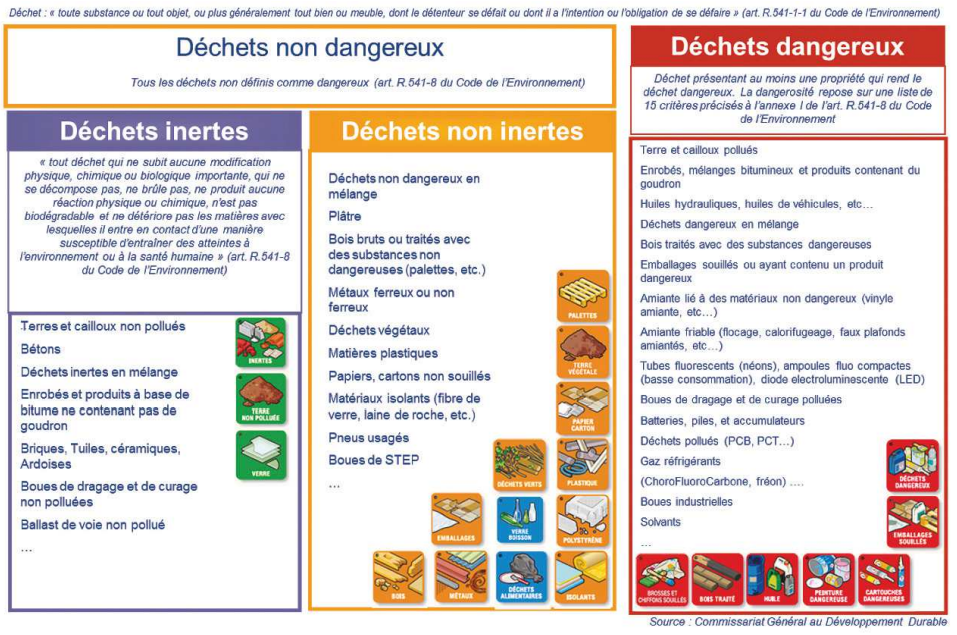 Déchet : « toute substance ou tout objet, ou plus généralement tout bien ou meuble, dont le détenteur se défait ou dont il a l'intention ou l'obligation de se défaire » (art. R.541-1-1 du Code de l'Environnement)
Déchets non dangereux
Tous les déchets non définis comme dangereux (art. R.541-8 du Code de l'Environnement)
Déchets inertes
« tout déchet qui ne subit aucune modification
physique, chimique ou biologique importante, qui ne
se décompose pas, ne brûle pas, ne produit aucune
réaction physique ou chimique, n'est pas
biodégradable et ne détériore pas les matières avec
lesquelles il entre en contact d'une manière
susceptible d'entraîner des atteintes à
l'environnement ou à la santé humaine » (art. R.541-8
du Code de l'Environnement)
Terres et cailloux non pollués
Bétons
Déchets inertes en mélange
Enrobés et produits à base de
bitume ne contenant pas de
goudron
Briques, Tuiles, céramiques,
Ardoises
Boues de dragage et de curage
non polluées
Ballast de voie non pollué
...
INERTES
TERRE
NON POLLUÉE
VERRE
Déchets non inertes
Déchets non dangereux en
mélange
Plâtre
Bois bruts ou traités avec
des substances non
dangereuses (palettes, etc.)
Métaux ferreux ou non
ferreux
Déchets végétaux
Matières plastiques
Papiers, cartons non souillés
Matériaux isolants (fibre de
verre, laine de roche, etc.)
Pneus usagés
Boues de STEP
...
PALETTES
TERRE
VÉGÉTALE
PAPIER
CARTON
DÉCHETS VERTS
PLASTIQUE
EMBALLAGES
VERRE
BOISSON
POLYSTYRÈNE
BOIS
MÉTAUX
DÉCHETS
ALIMENTAIRES
ISOLANTS
Déchets dangereux
Déchet présentant au moins une propriété qui rend le
déchet dangereux. La dangerosité repose sur une liste de
15 critères précisés à l'annexe I de l'art. R.541-8 du Code
de l'Environnement
Terre et cailloux pollués
Enrobés, mélanges bitumineux et produits contenant du
goudron
Huiles hydrauliques, huiles de véhicules, etc...
Déchets dangereux en mélange
Bois traités avec des substances dangereuses
Emballages souillés ou ayant contenu un produit
dangereux
Amiante lié à des matériaux non dangereux (vinyle
amiante, etc...)
Amiante friable (flocage, calorifugeage, faux plafonds
amiantés, etc...)
Tubes fluorescents (néons), ampoules fluo compactes
(basse consommation), diode electroluminescente (LED)
Boues de dragage et de curage polluées
Batteries, piles, et accumulateurs
Déchets pollués (PCB, PCT...)
Gaz réfrigérants
(ChoroFluoroCarbone, fréon) ....
Boues industrielles
Solvants
...
DÉCHETS
DANGEREUX
EMBALLAGES
SOUILLÉS
BROSSES ET
CHIFFONS SOUILLÉS
BOIS TRAITÉ
HUILE
PEINTURE
DANGEREUSE
CARTOUCHES
DANGEREUSES
Source : Commissariat Général au Développement Durable